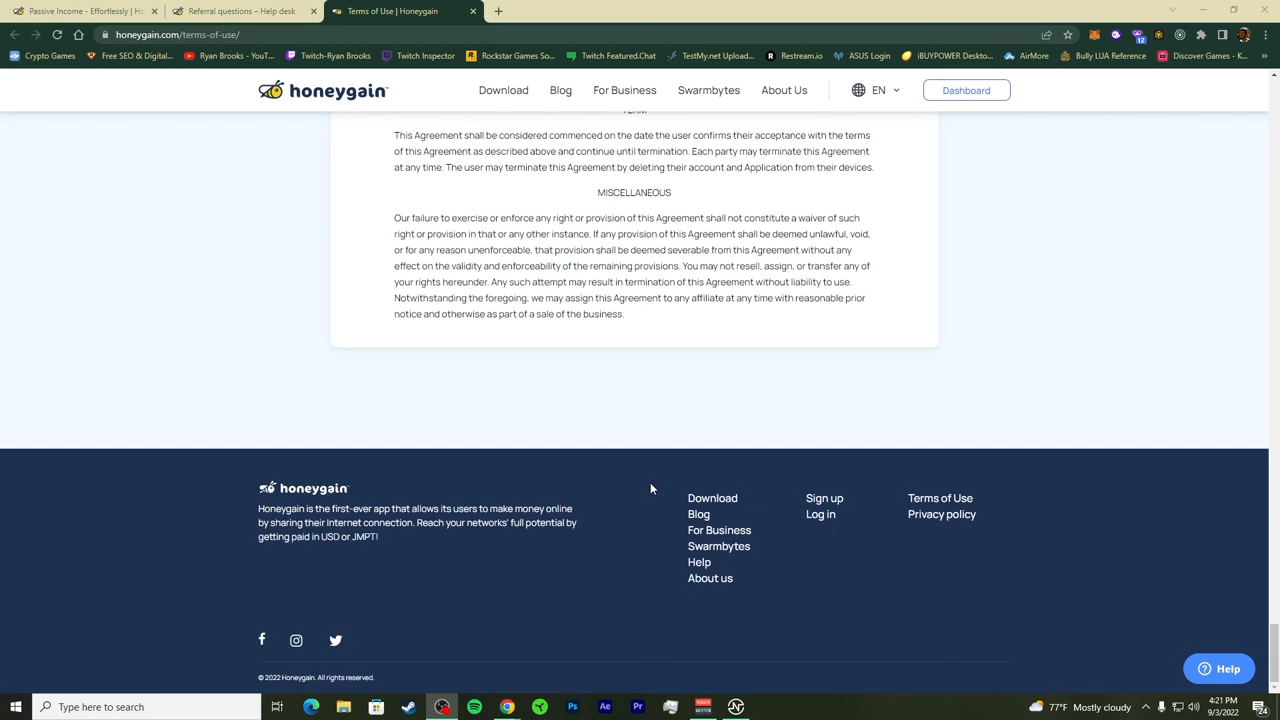 Passive Income - Effortlessly | Ho
Referral questions – Help desk
Terms of Use | Honeygain
honeygain.com/terms-of-use/
12
Crypto Games
Free SEO & Digital...
Ryan Brooks - YouT...
Twitch-Ryan Brooks
Twitch Inspector
Rockstar Games So...
Twitch Featured.Chat
TestMy.net Upload...
Restream.io
ASUS Login
iBUYPOWER Deskto...
AirMore
Bully LUA Reference
Discover Games - K...
honeygain
Download
Blog
For Business
Swarmbytes
About Us
EN
Dashboard
TERM
This Agreement shall be considered commenced on the date the user confirms their acceptance with the terms
of this Agreement as described above and continue until termination. Each party may terminate this Agreement
at any time. The user may terminate this Agreement by deleting their account and Application from their devices.
MISCELLANEOUS
Our failure to exercise or enforce any right or provision of this Agreement shall not constitute a waiver of such
right or provision in that or any other instance. If any provision of this Agreement shall be deemed unlawful, void,
or for any reason unenforceable, that provision shall be deemed severable from this Agreement without any
effect on the validity and enforceability of the remaining provisions. You may not resell, assign, or transfer any of
your rights hereunder. Any such attempt may result in termination of this Agreement without liability to use.
Notwithstanding the foregoing, we may assign this Agreement to any affiliate at any time with reasonable prior
notice and otherwise as part of a sale of the business.
honeygain
Honeygain is the first-ever app that allows its users to make money online
by sharing their Internet connection. Reach your networks' full potential by
getting paid in USD or JMPT!
Download
Blog
For Business
Swarmbytes
Help
About us
Sign up
Log in
Terms of Use
Privacy policy
© 2022 Honeygain. All rights reserved.
Help
Type here to search
77°F Mostly cloudy
4:21 PM
9/3/2022
24